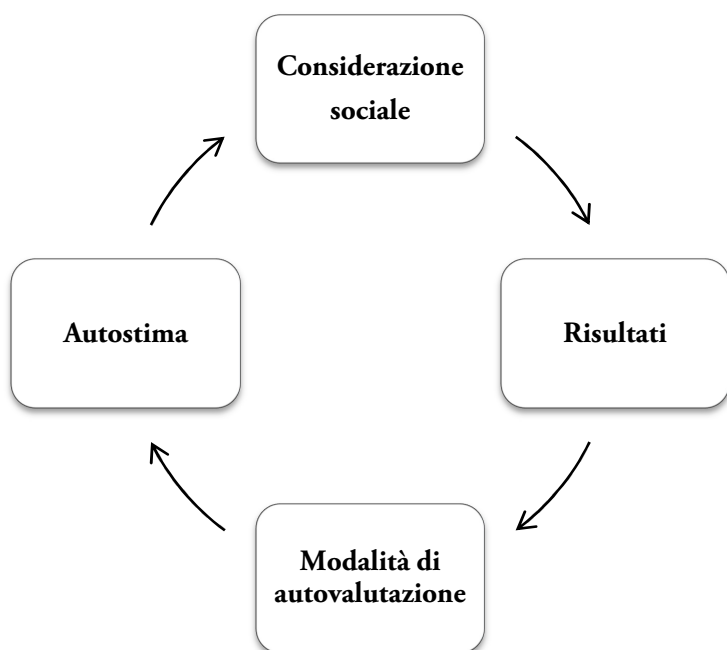 Considerazione
sociale
Autostima
Risultati
Modalità di
autovalutazione